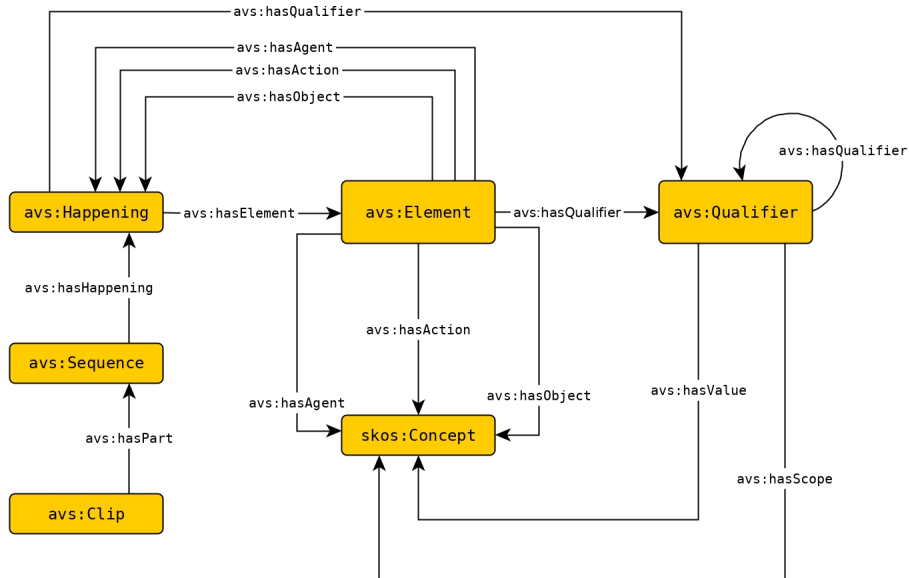 avs:hasQualifier
avs:hasAgent
avs:hasAction
avs:hasObject
avs:hasQualifier
avs:Happening
avs:hasElement
avs:Element
avs:hasQualifier
avs:Qualifier
avs:hasHappening
avs:hasAction
avs:Sequence
avs:hasAgent
avs:hasObject
avs:hasValue
avs:hasPart
skos:Concept
avs:hasScope
avs:Clip